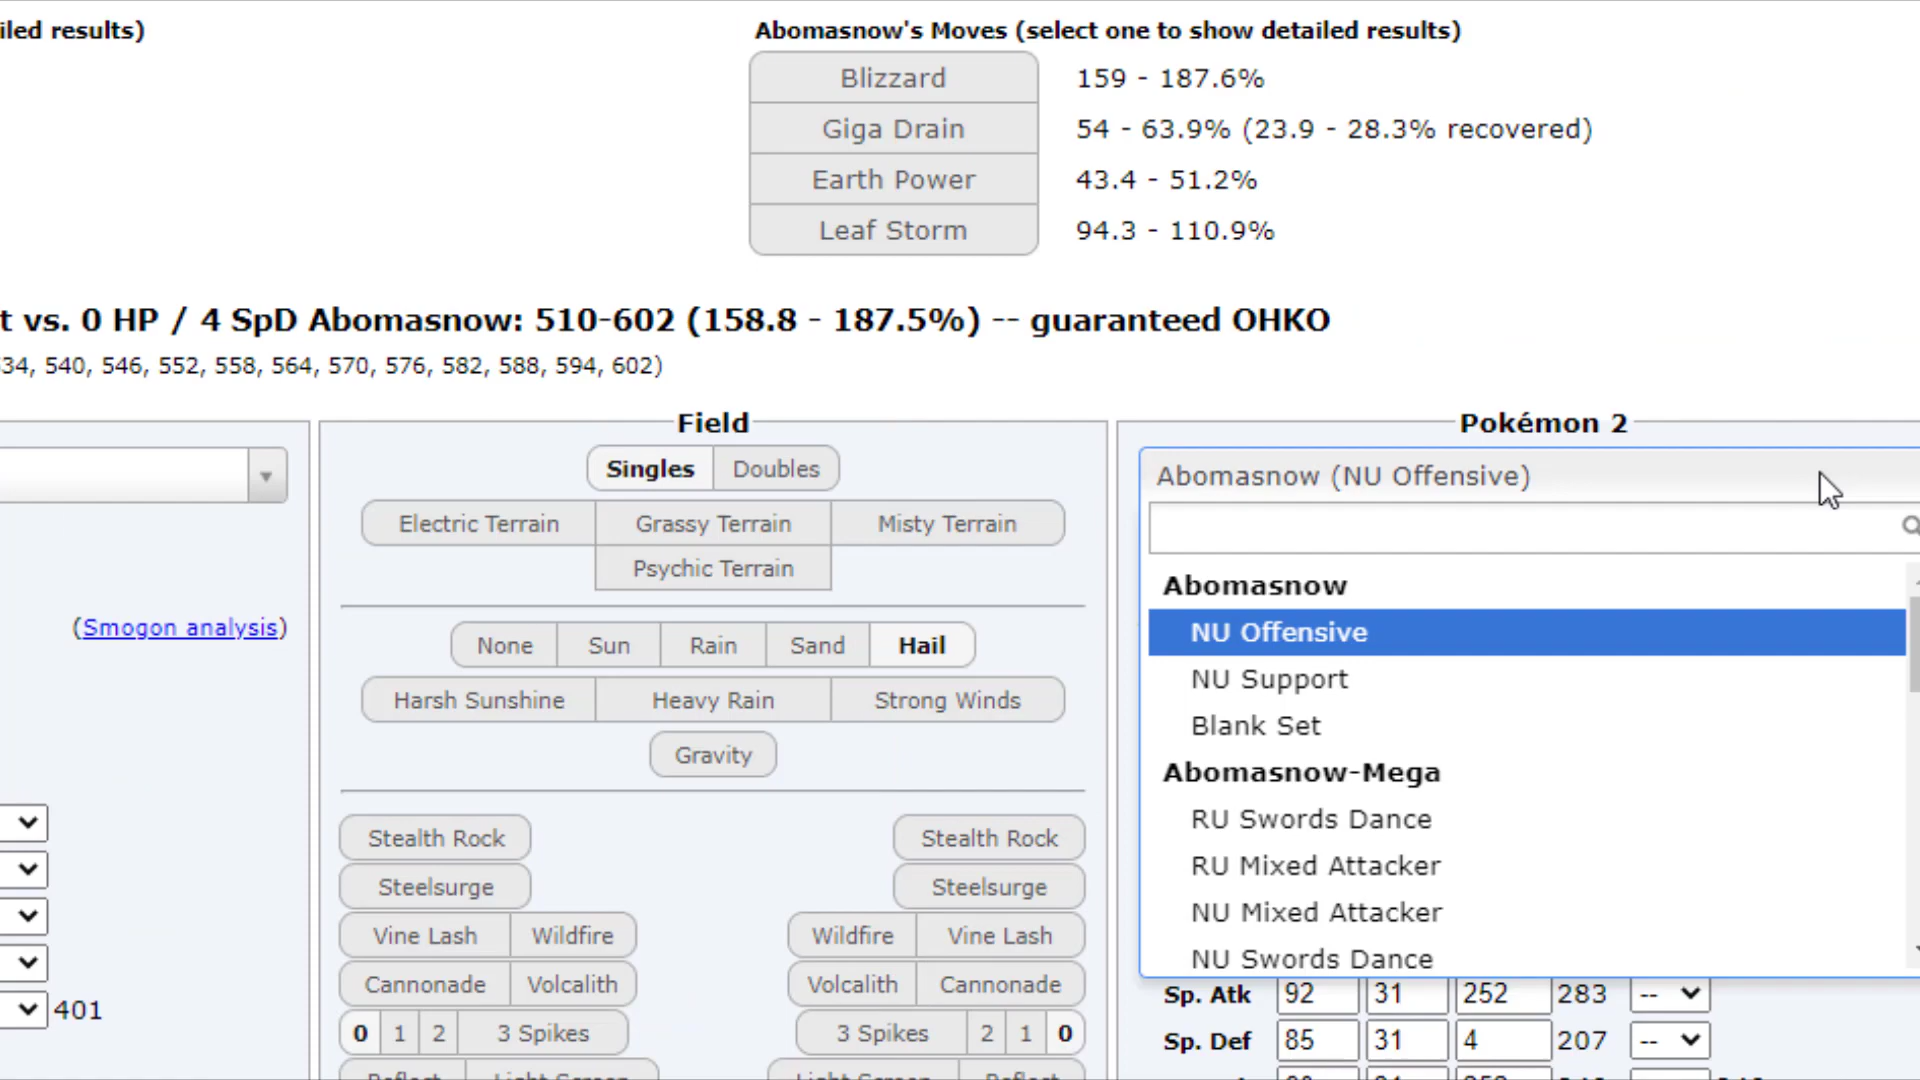 iled results)
Abomasnow's Moves (select one to show detailed results)
Blizzard 159 - 187.6%
Giga Drain 54 - 63.9% (23.9 - 28.3% recovered)
Earth Power 43.4 - 51.2%
Leaf Storm 94.3 - 110.9%
t vs. 0 HP / 4 SpD Abomasnow: 510-602 (158.8 - 187.5%) -- guaranteed OHKO
34, 540, 546, 552, 558, 564, 570, 576, 582, 588, 594, 602)
Field
Singles Doubles
Electric Terrain Grassy Terrain Misty Terrain
Psychic Terrain
(Smogon analysis)
None Sun Rain Sand Hail
Harsh Sunshine Heavy Rain Strong Winds
Gravity
Stealth Rock Stealth Rock
Steelsurge Steelsurge
Vine Lash Wildfire Wildfire Vine Lash
Cannonade Volcalith Volcalith Cannonade
401
0 1 2 3 Spikes 3 Spikes 2 1 0
Reflect Light Screen Light Screen Reflect
Pokémon 2
Abomasnow (NU Offensive)
Abomasnow
NU Offensive
NU Support
Blank Set
Abomasnow-Mega
RU Swords Dance
RU Mixed Attacker
NU Mixed Attacker
NU Swords Dance
Sp. Atk 92 31 252 283 --
Sp. Def 85 31 4 207 --